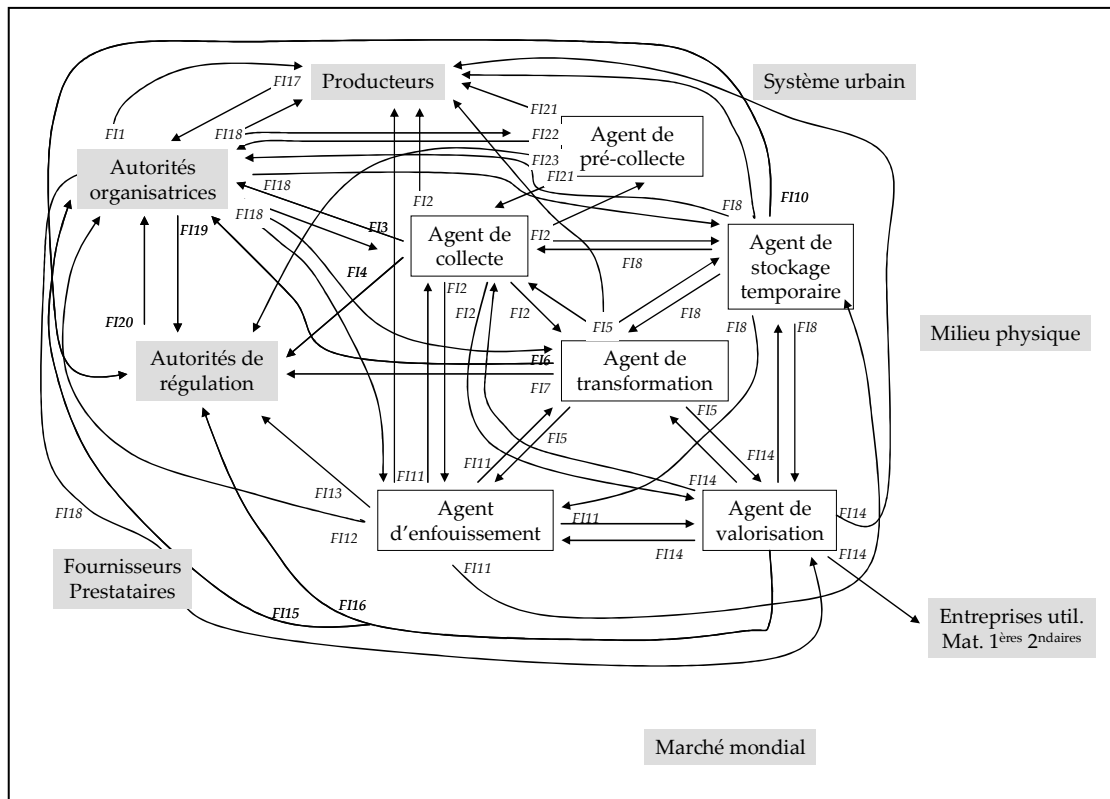 FI17
Producteurs
Système urbain
FI1
FI18
FI21
FI22
Agent de
pré-collecte
FI23
Autorités
organisatrices
FI18
FI21
FI2
FI10
FI18
FI3
FI8
FI19
Agent de
collecte
FI2
Agent de
stockage
temporaire
FI4
FI8
FI2
FI2
FI2
FI5
FI8
FI8
FI8
FI20
Milieu physique
Autorités de
régulation
FI6
Agent de
transformation
FI7
FI5
FI5
FI11
FI11
FI14
FI14
FI13
FI18
FI12
Agent
d’enfouissement
FI11
Agent de
valorisation
FI14
FI14
FI14
FI11
Fournisseurs
Prestataires
FI15
FI16
Entreprises util.
Mat. 1ères 2ndaires
Marché mondial